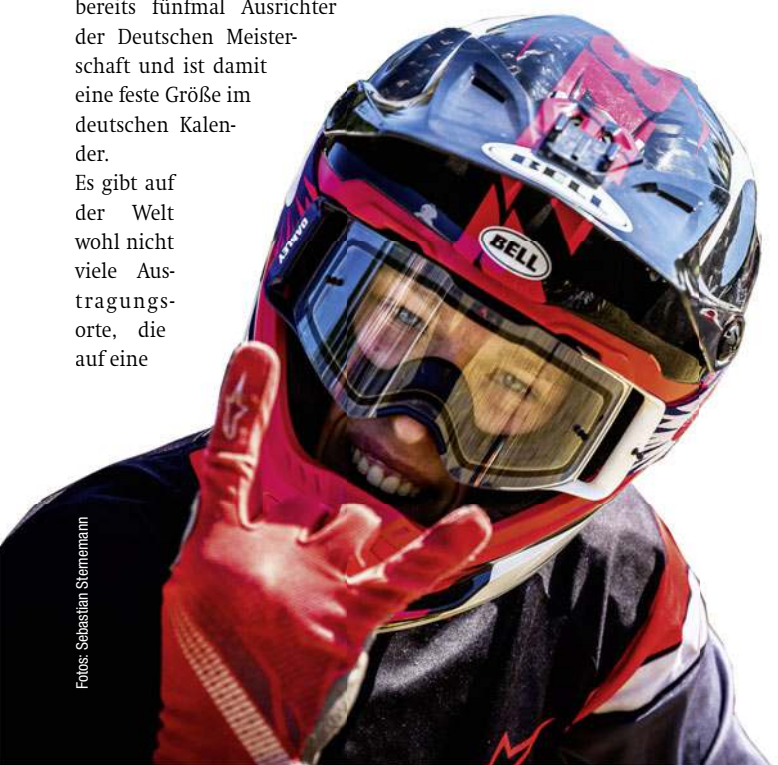 bereits fünfmal Ausrichter
der Deutschen Meister-
schaft und ist damit
eine feste Größe im
deutschen Kalen-
der.
Es gibt auf
der Welt
wohl nicht
viele Aus-
tragungs-
orte, die
auf eine
BELL
BELL
OAKLEY
Fotos: Sebastian Sternemann